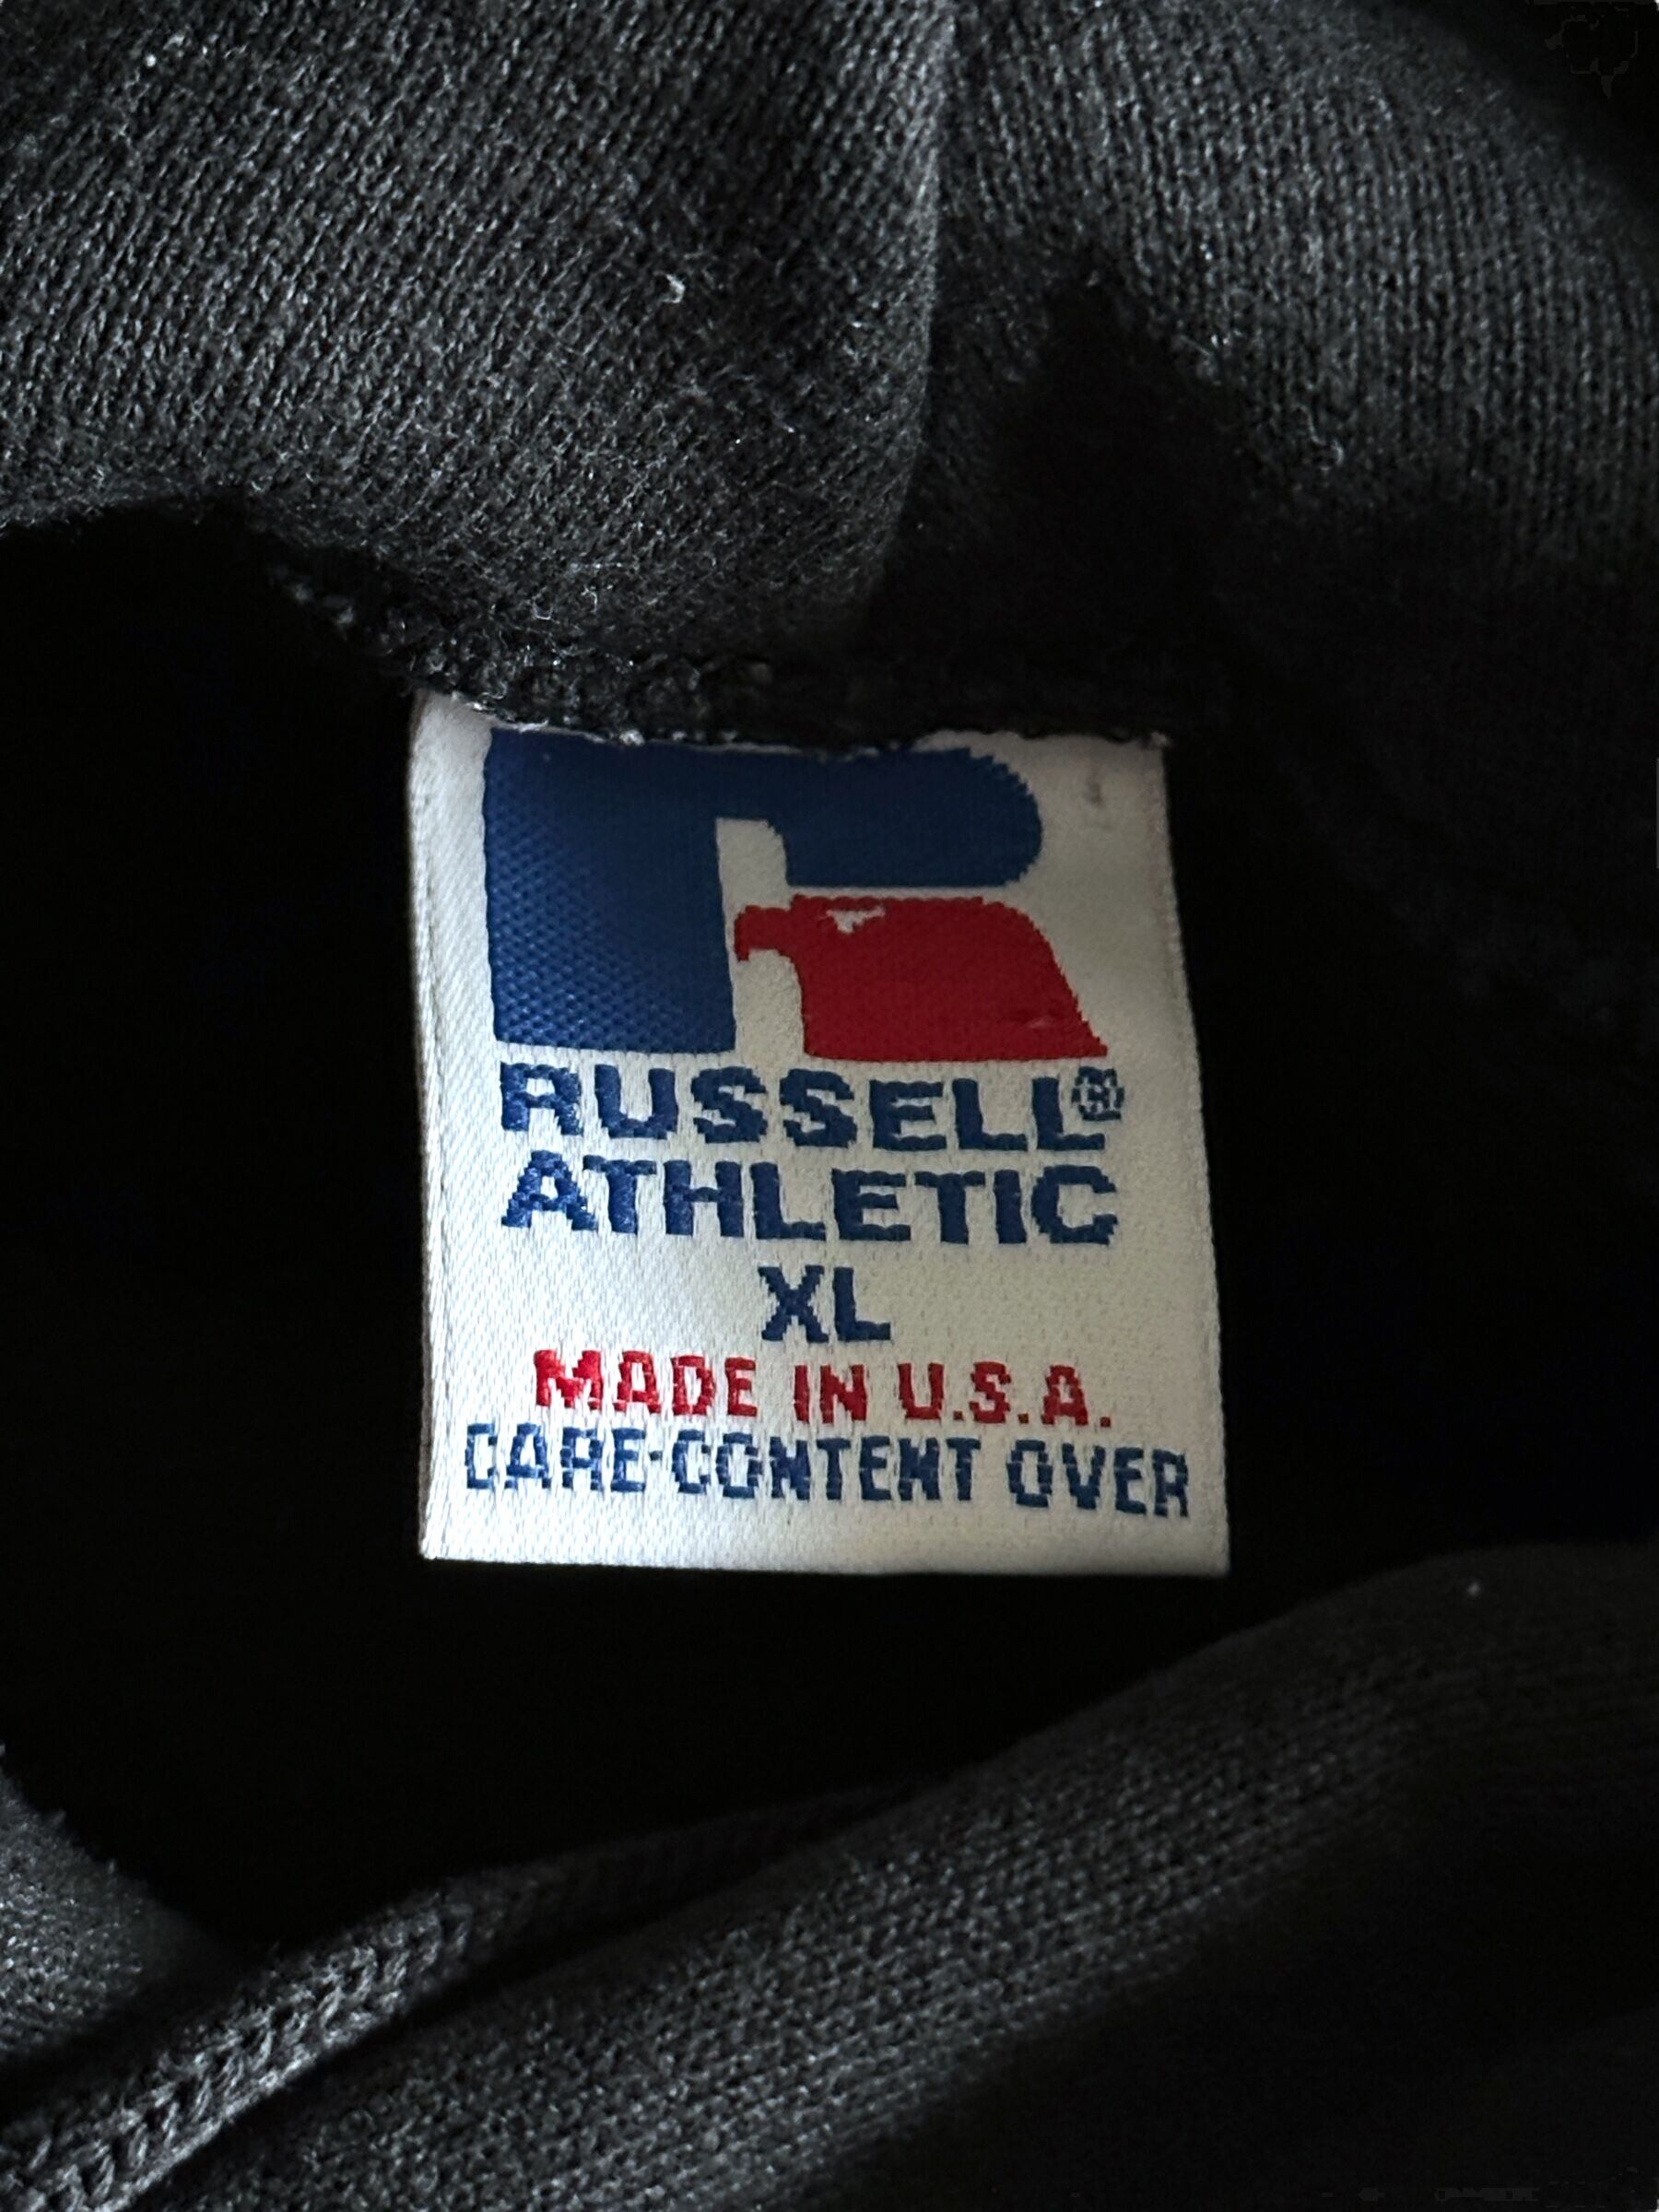 RUSSELL®
ATHLETIC
XL
MADE IN U.S.A.
CARE·CONTENT OVER